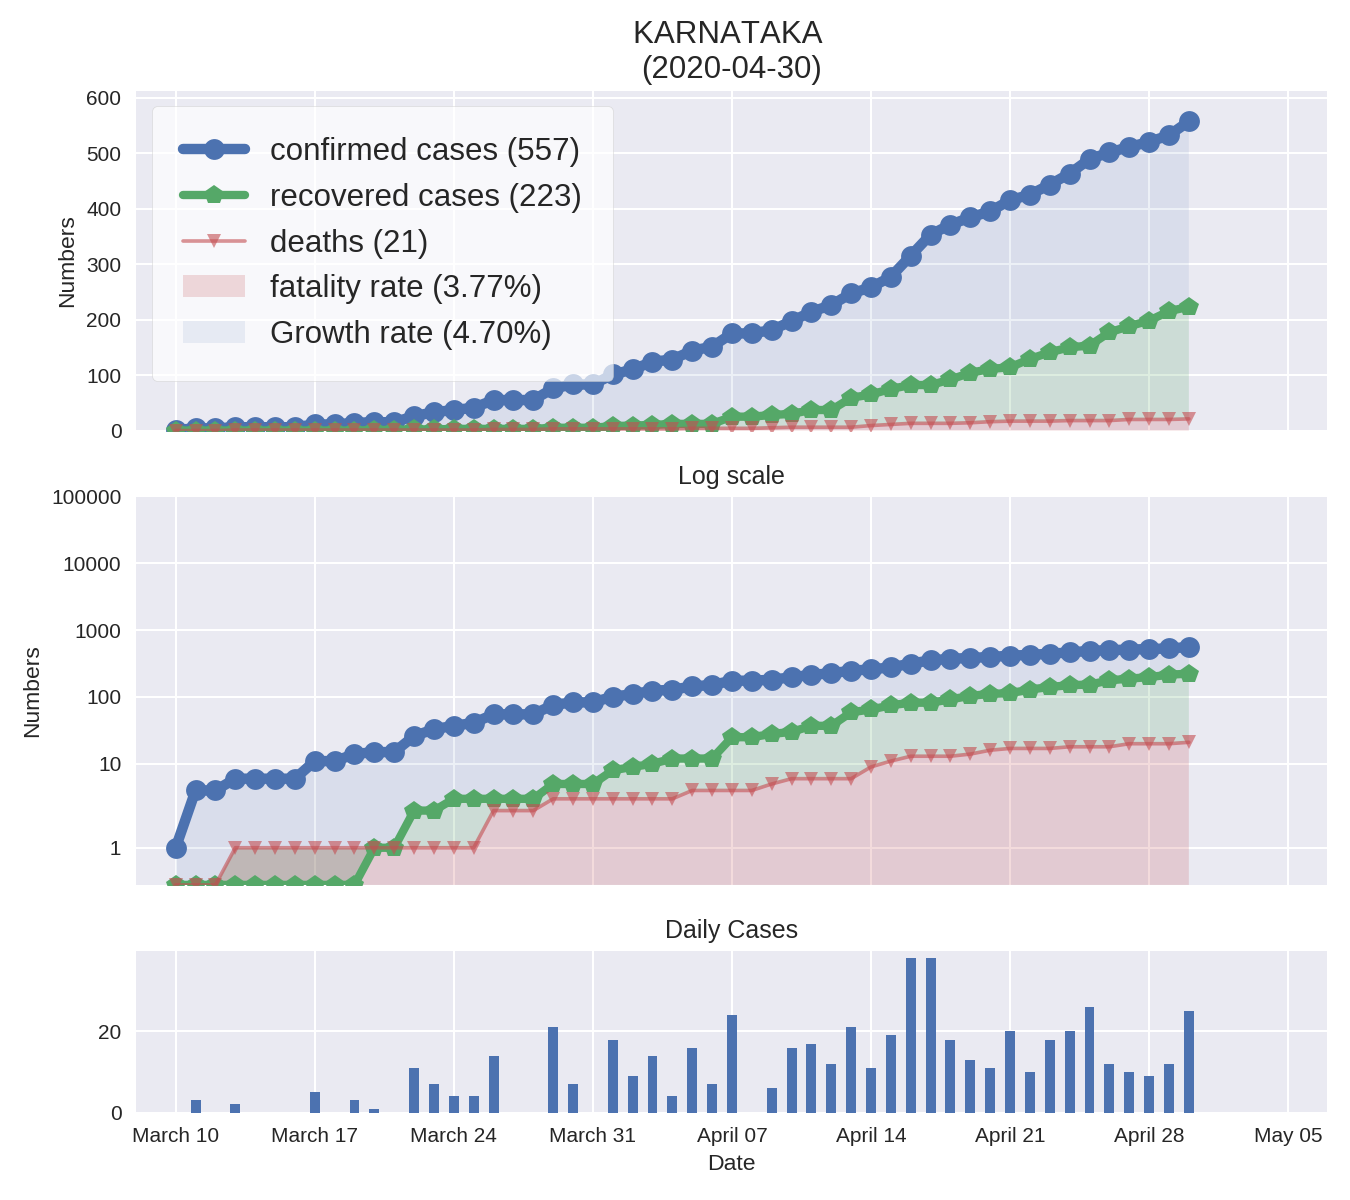 KARNATAKA
(2020-04-30)
600
500
400
300
200
100
0
Numbers
confirmed cases (557)
recovered cases (223)
deaths (21)
fatality rate (3.77%)
Growth rate (4.70%)
Log scale
100000
10000
1000
100
10
1
Numbers
Daily Cases
20
0
March 10 March 17 March 24 March 31 April 07 April 14 April 21 April 28 May 05
Date